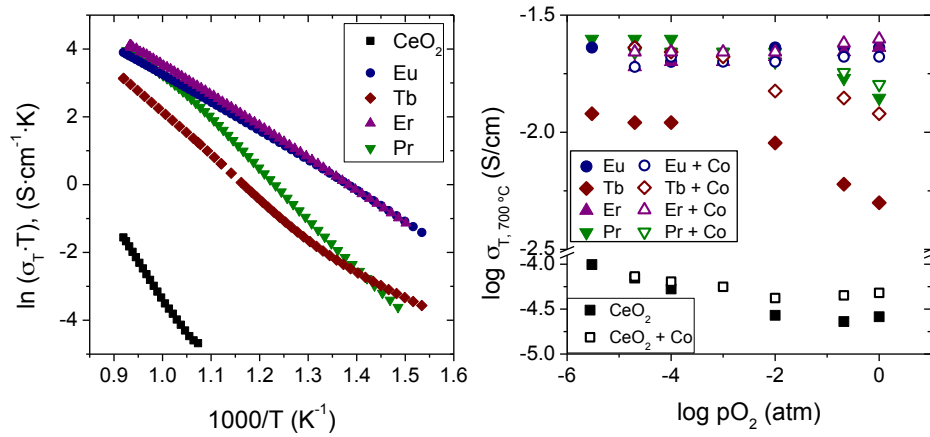 ln (σT·T), (S·cm⁻¹·K)
4
2
0
-2
-4
0.9 1.0 1.1 1.2 1.3 1.4 1.5 1.6
1000/T (K⁻¹)
CeO₂
Eu
Tb
Er
Pr
log σT, 700 ºC (S/cm)
-1.5
-2.0
-2.5
-4.0
-4.5
-5.0
-6 -4 -2 0
log pO₂ (atm)
Eu Eu + Co
Tb Tb + Co
Er Er + Co
Pr Pr + Co
CeO₂
CeO₂ + Co